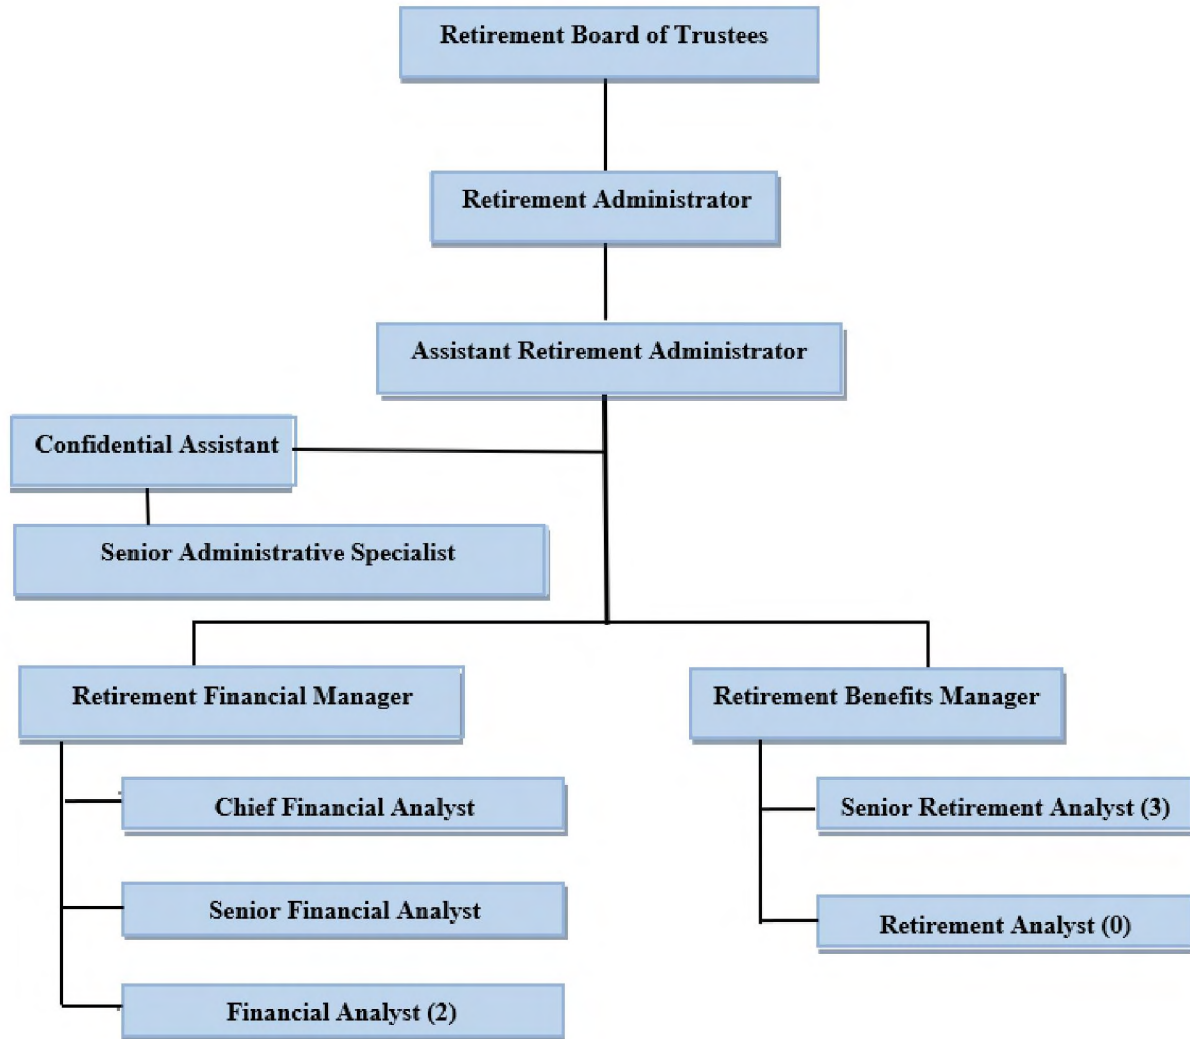 Retirement Board of Trustees
Retirement Administrator
Assistant Retirement Administrator
Confidential Assistant
Senior Administrative Specialist
Retirement Financial Manager
Chief Financial Analyst
Senior Financial Analyst
Financial Analyst (2)
Retirement Benefits Manager
Senior Retirement Analyst (3)
Retirement Analyst (0)